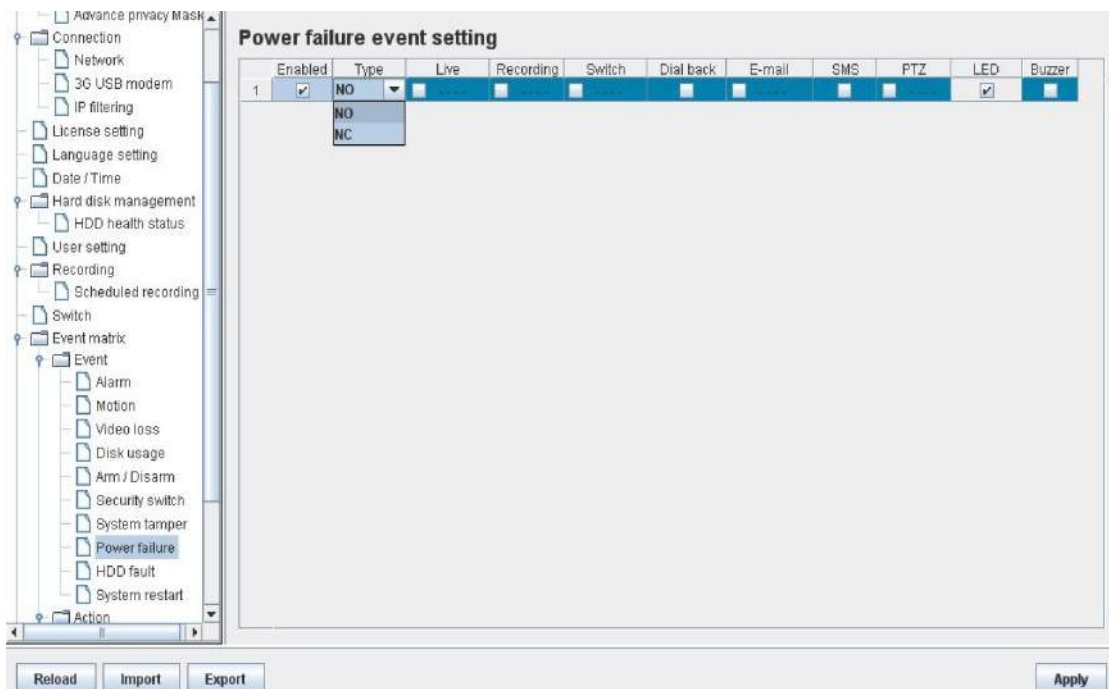 Advance privacy Mask
Connection
Network
3G USB modem
IP filtering
License setting
Language setting
Date / Time
Hard disk management
HDD health status
User setting
Recording
Scheduled recording
Switch
Event matrix
Event
Alarm
Motion
Video loss
Disk usage
Arm / Disarm
Security switch
System tamper
Power failure
HDD fault
System restart
Action
Power failure event setting
Enabled Type Live Recording Switch Dial back E-mail SMS PTZ LED Buzzer
1 NO ---- ---- ---- ---- ----
NO
NC
Reload Import Export Apply